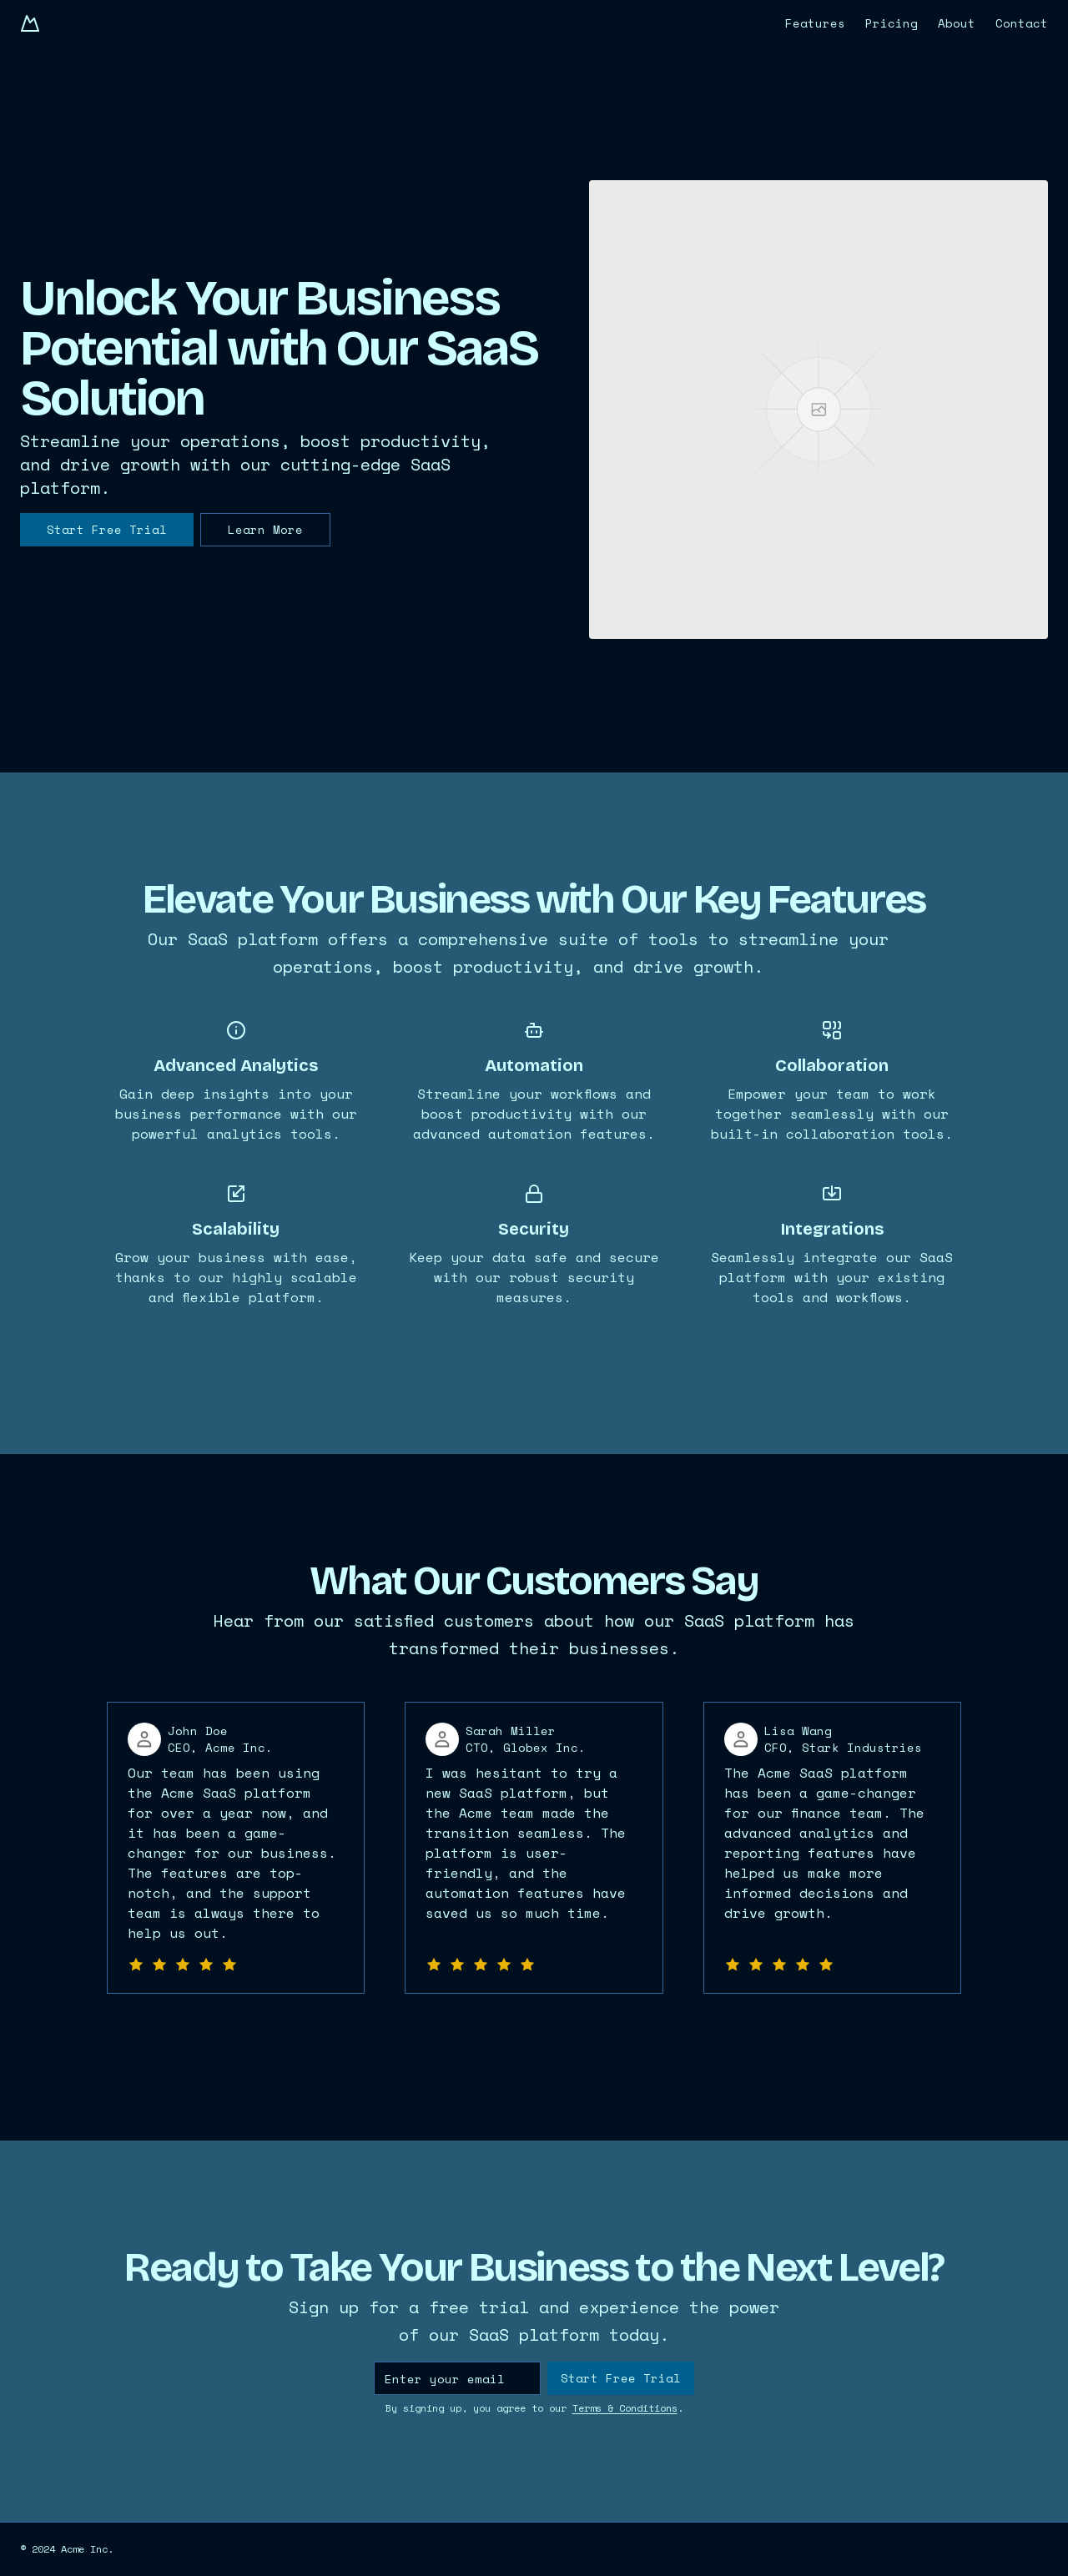 Features Pricing About Contact
Unlock Your Business
Potential with Our SaaS
Solution
Streamline your operations, boost productivity,
and drive growth with our cutting-edge SaaS
platform.
Start Free Trial Learn More
Elevate Your Business with Our Key Features
Our SaaS platform offers a comprehensive suite of tools to streamline your
operations, boost productivity, and drive growth.
Advanced Analytics
Gain deep insights into your
business performance with our
powerful analytics tools.
Automation
Streamline your workflows and
boost productivity with our
advanced automation features.
Collaboration
Empower your team to work
together seamlessly with our
built-in collaboration tools.
Scalability
Grow your business with ease,
thanks to our highly scalable
and flexible platform.
Security
Keep your data safe and secure
with our robust security
measures.
Integrations
Seamlessly integrate our SaaS
platform with your existing
tools and workflows.
What Our Customers Say
Hear from our satisfied customers about how our SaaS platform has
transformed their businesses.
John Doe
CEO, Acme Inc.
Our team has been using
the Acme SaaS platform
for over a year now, and
it has been a game-
changer for our business.
The features are top-
notch, and the support
team is always there to
help us out.
Sarah Miller
CTO, Globex Inc.
I was hesitant to try a
new SaaS platform, but
the Acme team made the
transition seamless. The
platform is user-
friendly, and the
automation features have
saved us so much time.
Lisa Wang
CFO, Stark Industries
The Acme SaaS platform
has been a game-changer
for our finance team. The
advanced analytics and
reporting features have
helped us make more
informed decisions and
drive growth.
Ready to Take Your Business to the Next Level?
Sign up for a free trial and experience the power
of our SaaS platform today.
Enter your email Start Free Trial
By signing up, you agree to our Terms & Conditions.
© 2024 Acme Inc.